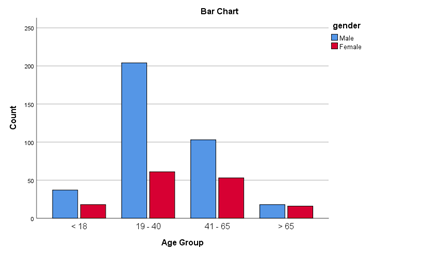 Bar Chart
gender
Male
Female
250
200
150
100
50
0
Count
< 18
19 - 40
41 - 65
> 65
Age Group